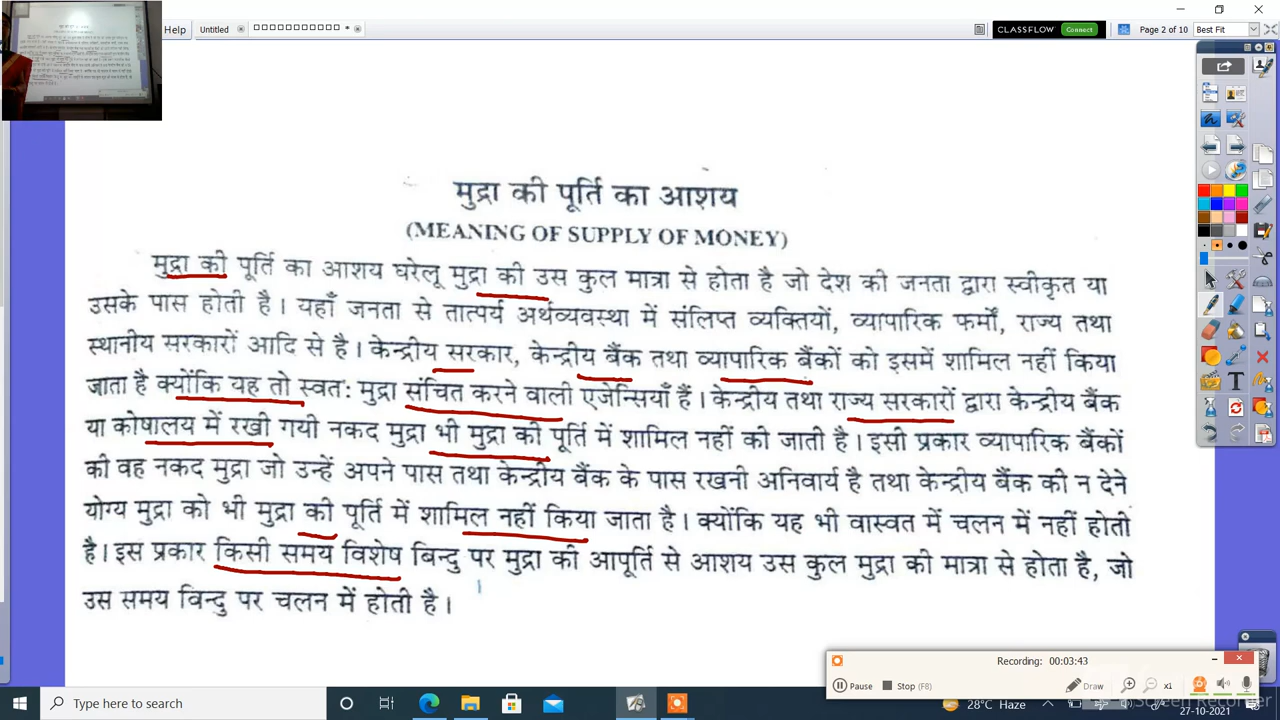 Help
Untitled
CLASSFLOW
Connect
Page 2 of 10
Best Fit
मुद्रा की पूर्ति का आशय
(MEANING OF SUPPLY OF MONEY)
मुद्रा की पूर्ति का आशय घरेलू मुद्रा की उस कुल मात्रा से होता है जो देश की जनता द्वारा स्वीकृत या
उसके पास होती है। यहाँ जनता से तात्पर्य अर्थव्यवस्था में संलिप्त व्यक्तियों, व्यापारिक फर्मों, राज्य तथा
स्थानीय सरकारों आदि से है। केन्द्रीय सरकार, केन्द्रीय बैंक तथा व्यापारिक बैंकों को इसमें शामिल नहीं किया
जाता है क्योंकि यह तो स्वत: मुद्रा संचित करने वाली एजेन्सियाँ हैं। केन्द्रीय तथा राज्य सरकारों द्वारा केन्द्रीय बैंक
या कोषालय में रखी गयी नकद मुद्रा भी मुद्रा की पूर्ति में शामिल नहीं की जाती है। इसी प्रकार व्यापारिक बैंकों
की वह नकद मुद्रा जो उन्हें अपने पास तथा केन्द्रीय बैंक के पास रखनी अनिवार्य है तथा केन्द्रीय बैंक की न देने
योग्य मुद्रा को भी मुद्रा की पूर्ति में शामिल नहीं किया जाता है। क्योंकि यह भी वास्वत में चलन में नहीं होती
है। इस प्रकार किसी समय विशेष बिन्दु पर मुद्रा की आपूर्ति से आशय उस कुल मुद्रा की मात्रा से होता है, जो
उस समय विन्दु पर चलन में होती है।
Recording: 00:03:43
Pause
Stop (F8)
Draw
x1
Type here to search
28°C Haze
27-10-2021